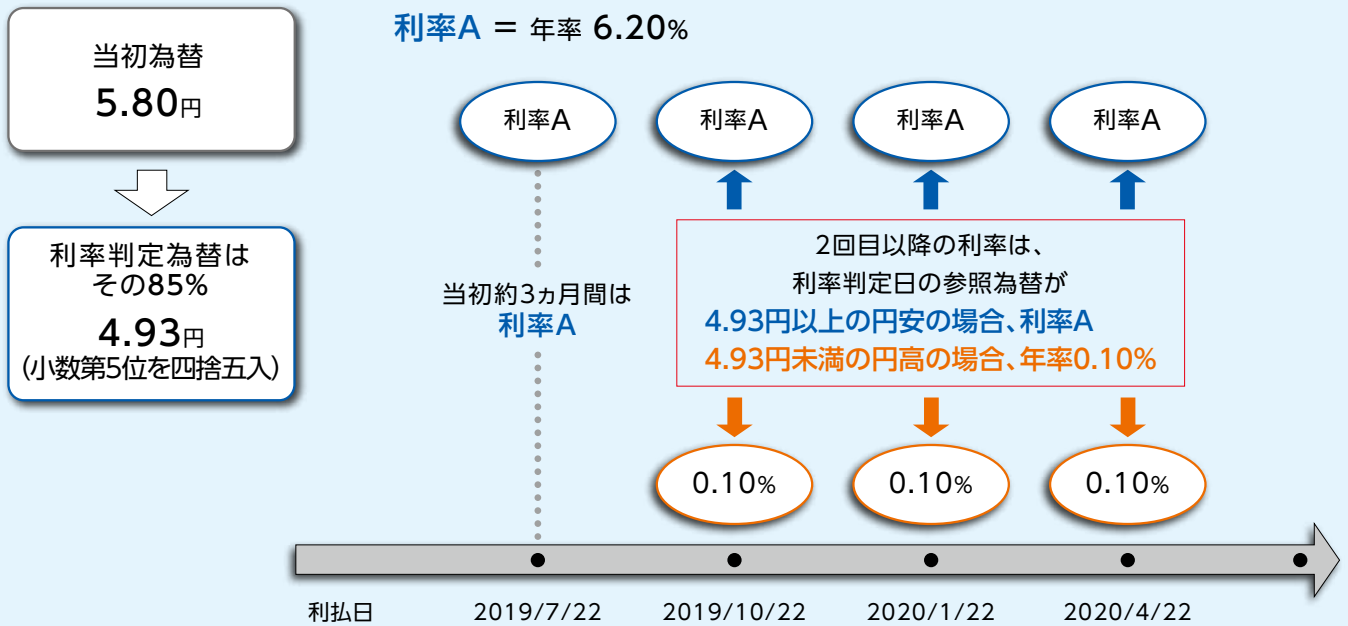 当初為替
5.80円
利率判定為替は
その85%
4.93円
(小数第5位を四捨五入)
利率A = 年率 6.20%
利率A
利率A
利率A
利率A
当初約3ヵ月間は
利率A
2回目以降の利率は、
利率判定日の参照為替が
4.93円以上の円安の場合、利率A
4.93円未満の円高の場合、年率0.10%
0.10%
0.10%
0.10%
利払日
2019/7/22
2019/10/22
2020/1/22
2020/4/22